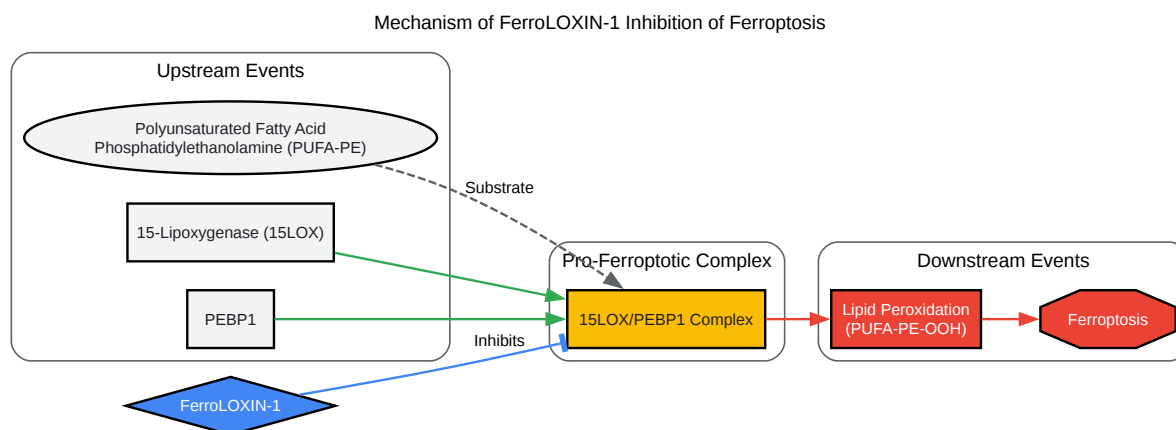 Mechanism of FerroLOXIN-1 Inhibition of Ferroptosis
Upstream Events
Polyunsaturated Fatty Acid
Phosphatidylethanolamine (PUFA-PE)
Substrate
15-Lipoxygenase (15LOX)
PEBP1
Inhibits
FerroLOXIN-1
Pro-Ferroptotic Complex
15LOX/PEBP1 Complex
Downstream Events
Lipid Peroxidation
(PUFA-PE-OOH)
Ferroptosis